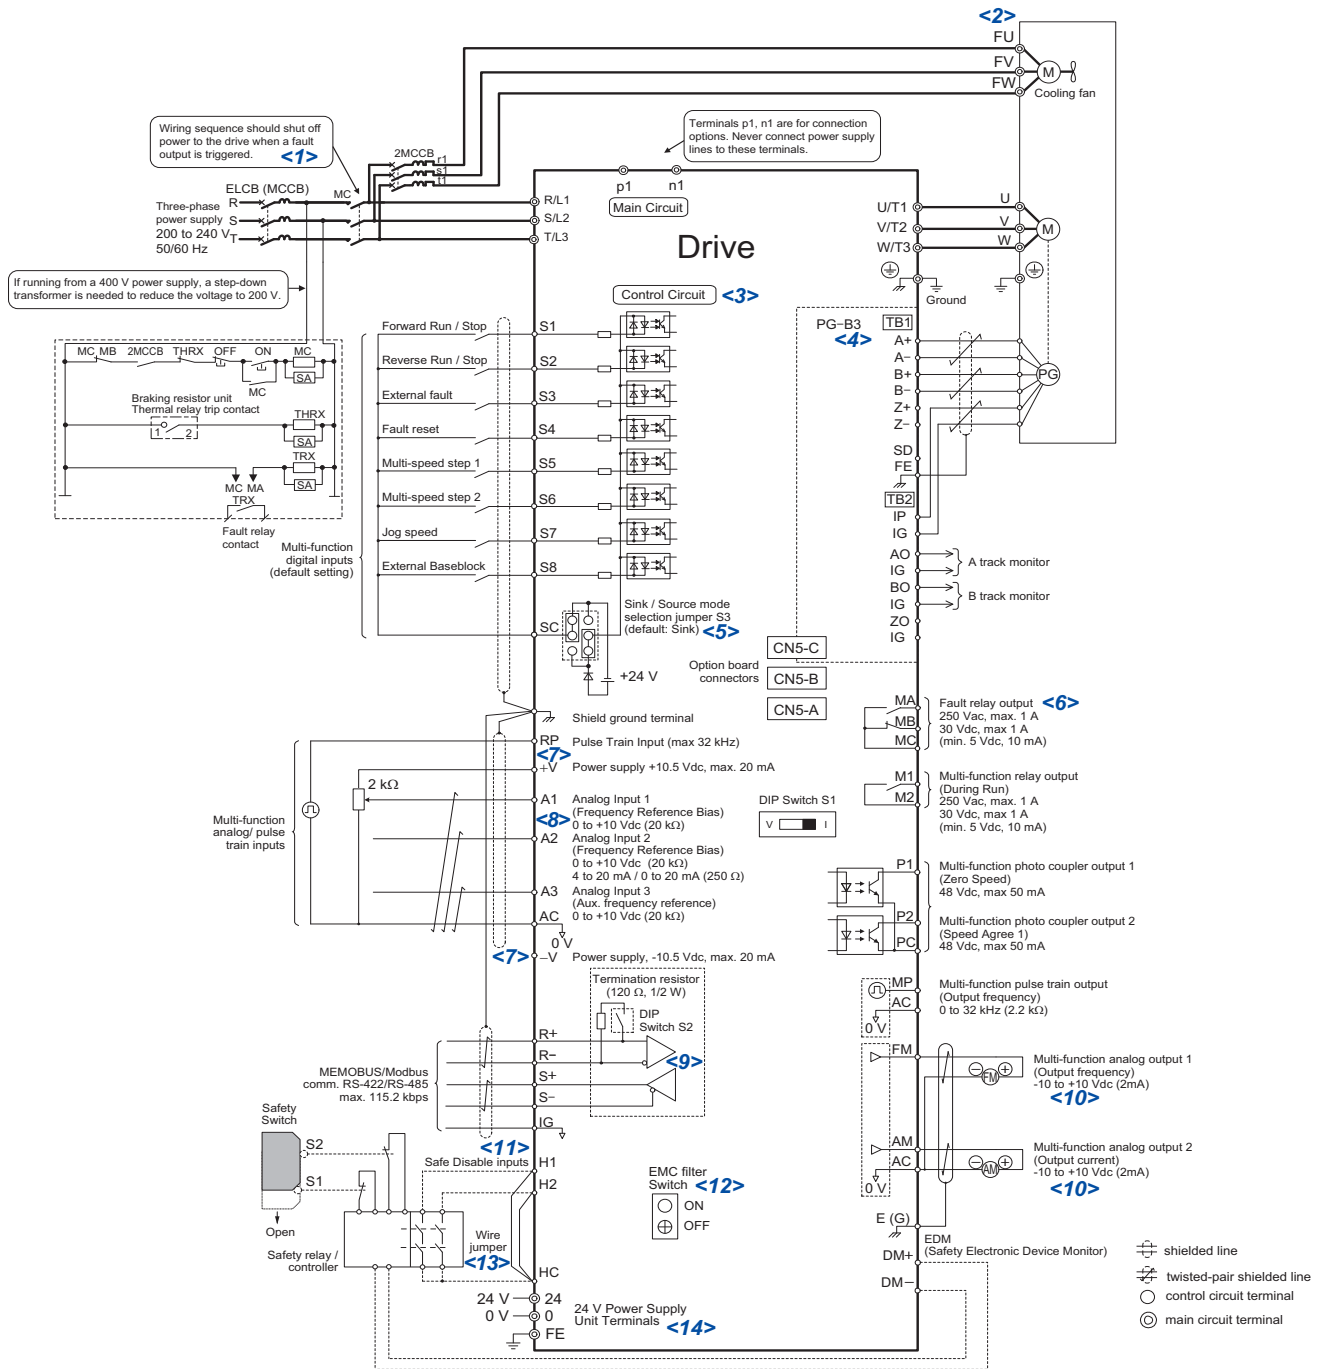 <2>
FU
FV
FW
M
Cooling fan
Wiring sequence should shut off
power to the drive when a fault
output is triggered.
<1>
Terminals p1, n1 are for connection
options. Never connect power supply
lines to these terminals.
2MCCB
r1
s1
t1
p1
n1
Main Circuit
ELCB (MCCB)
MC
R
S
T
Three-phase
power supply
200 to 240 V
50/60 Hz
R/L1
S/L2
T/L3
Drive
U/T1
V/T2
W/T3
U
V
W
M
Ground
If running from a 400 V power supply, a step-down
transformer is needed to reduce the voltage to 200 V.
Control Circuit
<3>
MC MB 2MCCB THRX OFF ON MC
SA
MC
Braking resistor unit
Thermal relay trip contact
1 2
THRX
SA
TRX
SA
MC MA
TRX
Fault relay
contact
Multi-function
digital inputs
(default setting)
Forward Run / Stop
S1
Reverse Run / Stop
S2
External fault
S3
Fault reset
S4
Multi-speed step 1
S5
Multi-speed step 2
S6
Jog speed
S7
External Baseblock
S8
SC
Sink / Source mode
selection jumper S3
(default: Sink)
<5>
+24 V
PG-B3
<4>
TB1
A+
A−
B+
B−
Z+
Z−
PG
SD
FE
TB2
IP
IG
AO
IG
A track monitor
BO
IG
B track monitor
ZO
IG
Option board
connectors
CN5-C
CN5-B
CN5-A
Shield ground terminal
RP
Pulse Train Input (max 32 kHz)
<7>
+V
Power supply +10.5 Vdc, max. 20 mA
2 kΩ
Multi-function
analog/ pulse
train inputs
A1
<8>
Analog Input 1
(Frequency Reference Bias)
0 to +10 Vdc (20 kΩ)
A2
Analog Input 2
(Frequency Reference Bias)
0 to +10 Vdc (20 kΩ)
4 to 20 mA / 0 to 20 mA (250 Ω)
A3
Analog Input 3
(Aux. frequency reference)
0 to +10 Vdc (20 kΩ)
AC
0 V
<7>
−V
Power supply, -10.5 Vdc, max. 20 mA
DIP Switch S1
V I
MA
MB
MC
Fault relay output
<6>
250 Vac, max. 1 A
30 Vdc, max 1 A
(min. 5 Vdc, 10 mA)
M1
M2
Multi-function relay output
(During Run)
250 Vac, max. 1 A
30 Vdc, max 1 A
(min. 5 Vdc, 10 mA)
P1
Multi-function photo coupler output 1
(Zero Speed)
48 Vdc, max 50 mA
P2
PC
Multi-function photo coupler output 2
(Speed Agree 1)
48 Vdc, max 50 mA
MP
AC
0 V
Multi-function pulse train output
(Output frequency)
0 to 32 kHz (2.2 kΩ)
FM
FM
Multi-function analog output 1
(Output frequency)
-10 to +10 Vdc (2mA)
<10>
AM
AC
0 V
AM
Multi-function analog output 2
(Output current)
-10 to +10 Vdc (2mA)
<10>
E (G)
Termination resistor
(120 Ω, 1/2 W)
DIP
Switch S2
<9>
R+
R−
S+
S−
IG
MEMOBUS/Modbus
comm. RS-422/RS-485
max. 115.2 kbps
<11>
Safety
Switch
S2
S1
Open
Safety relay /
controller
Safe Disable inputs
H1
H2
HC
Wire
jumper
<13>
EMC filter
Switch
<12>
ON
OFF
EDM
(Safety Electronic Device Monitor)
DM+
DM−
24 V
24
0 V
0
FE
24 V Power Supply
Unit Terminals
<14>
shielded line
twisted-pair shielded line
control circuit terminal
main circuit terminal